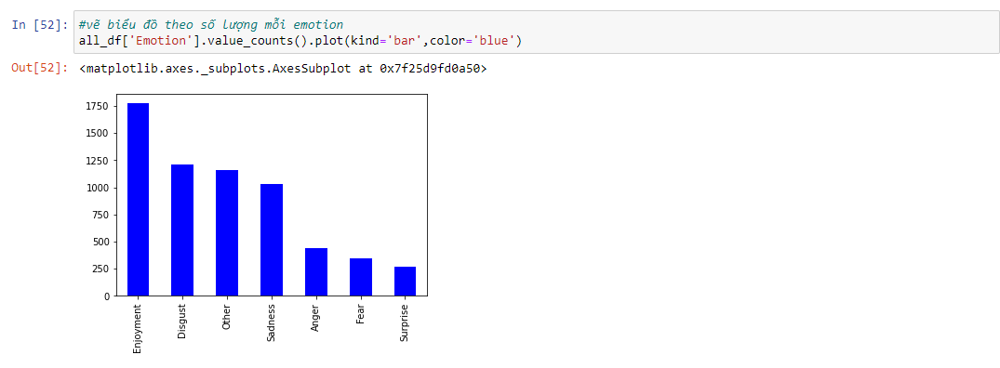 In [52]: #vẽ biểu đồ theo số lượng mỗi emotion
all_df['Emotion'].value_counts().plot(kind='bar',color='blue')
Out[52]: <matplotlib.axes._subplots.AxesSubplot at 0x7f25d9fd0a50>
1750
1500
1250
1000
750
500
250
0
Enjoyment
Disgust
Other
Sadness
Anger
Fear
Surprise